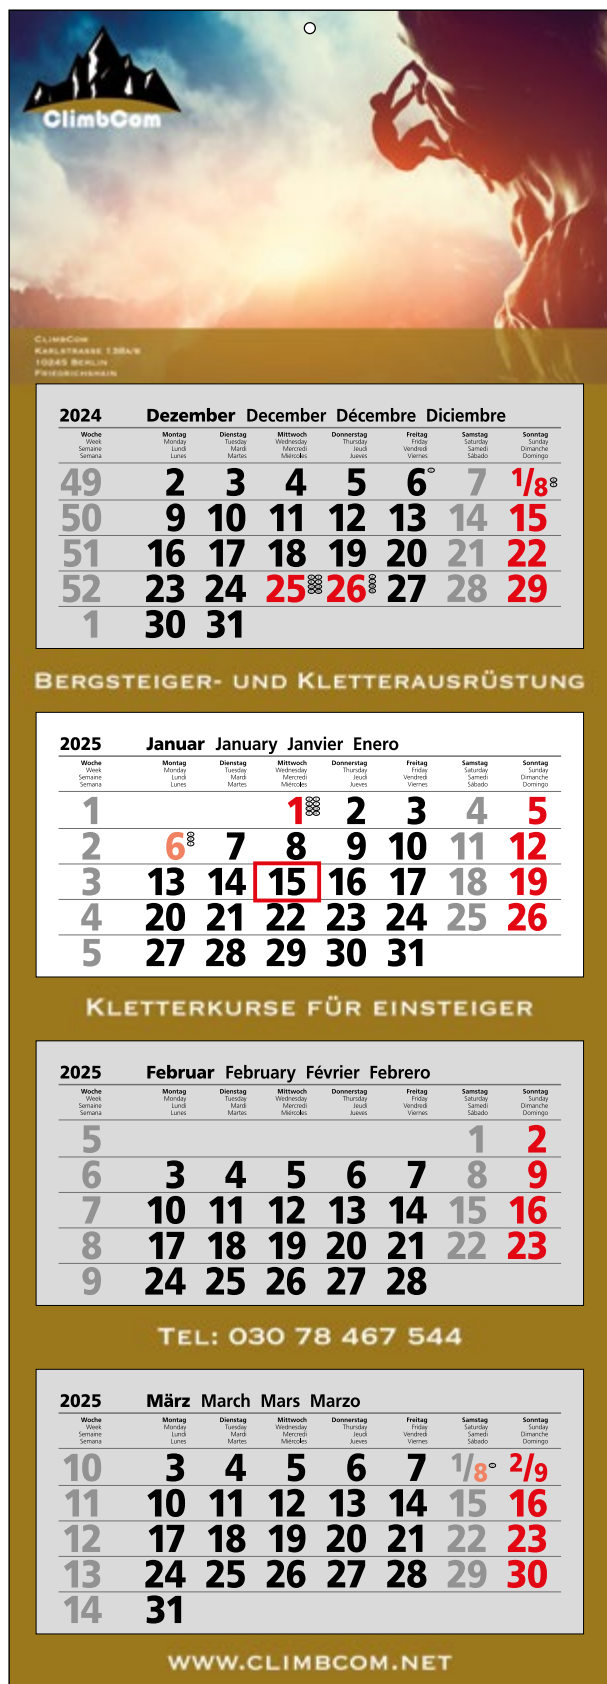 ClimbCom
ClimbCom
Karlstrasse 138a/b
10245 Berlin
Friedrichshain
2024 Dezember December Décembre Diciembre
Woche Montag Dienstag Mittwoch Donnerstag Freitag Samstag Sonntag
Week Monday Tuesday Wednesday Thursday Friday Saturday Sunday
Semaine Lundi Mardi Mercredi Jeudi Vendredi Samedi Dimanche
Semana Lunes Martes Miércoles Jueves Viernes Sábado Domingo
49 2 3 4 5 6 7 1/8
50 9 10 11 12 13 14 15
51 16 17 18 19 20 21 22
52 23 24 25 26 27 28 29
1 30 31
Bergsteiger- und Kletterausrüstung
2025 Januar January Janvier Enero
Woche Montag Dienstag Mittwoch Donnerstag Freitag Samstag Sonntag
Week Monday Tuesday Wednesday Thursday Friday Saturday Sunday
Semaine Lundi Mardi Mercredi Jeudi Vendredi Samedi Dimanche
Semana Lunes Martes Miércoles Jueves Viernes Sábado Domingo
1 1 2 3 4 5
2 6 7 8 9 10 11 12
3 13 14 15 16 17 18 19
4 20 21 22 23 24 25 26
5 27 28 29 30 31
Kletterkurse für einsteiger
2025 Februar February Février Febrero
Woche Montag Dienstag Mittwoch Donnerstag Freitag Samstag Sonntag
Week Monday Tuesday Wednesday Thursday Friday Saturday Sunday
Semaine Lundi Mardi Mercredi Jeudi Vendredi Samedi Dimanche
Semana Lunes Martes Miércoles Jueves Viernes Sábado Domingo
5 1 2
6 3 4 5 6 7 8 9
7 10 11 12 13 14 15 16
8 17 18 19 20 21 22 23
9 24 25 26 27 28
Tel: 030 78 467 544
2025 März March Mars Marzo
Woche Montag Dienstag Mittwoch Donnerstag Freitag Samstag Sonntag
Week Monday Tuesday Wednesday Thursday Friday Saturday Sunday
Semaine Lundi Mardi Mercredi Jeudi Vendredi Samedi Dimanche
Semana Lunes Martes Miércoles Jueves Viernes Sábado Domingo
10 3 4 5 6 7 1/8 2/9
11 10 11 12 13 14 15 16
12 17 18 19 20 21 22 23
13 24 25 26 27 28 29 30
14 31
www.climbcom.net